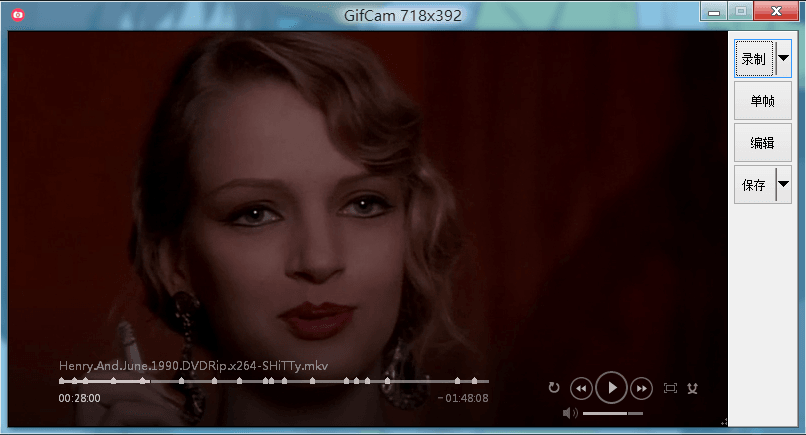 GifCam 718x392
录制
单帧
编辑
保存
Henry.And.June.1990.DVDRip.x264-SHiTTy.mkv
00:28:00
-01:48:08